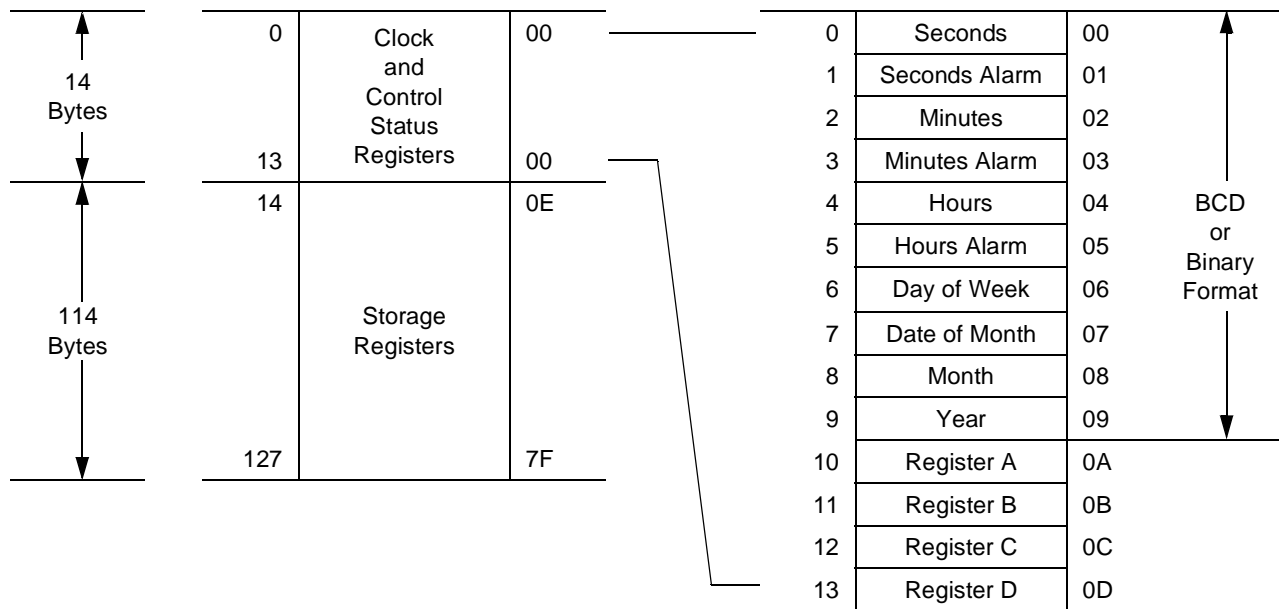 14
Bytes
114
Bytes
0 Clock 00
and
Control
Status
13 Registers 00
14 0E
Storage
Registers
127 7F
0 Seconds 00
1 Seconds Alarm 01
2 Minutes 02
3 Minutes Alarm 03
4 Hours 04
5 Hours Alarm 05
6 Day of Week 06
7 Date of Month 07
8 Month 08
9 Year 09
10 Register A 0A
11 Register B 0B
12 Register C 0C
13 Register D 0D
BCD
or
Binary
Format